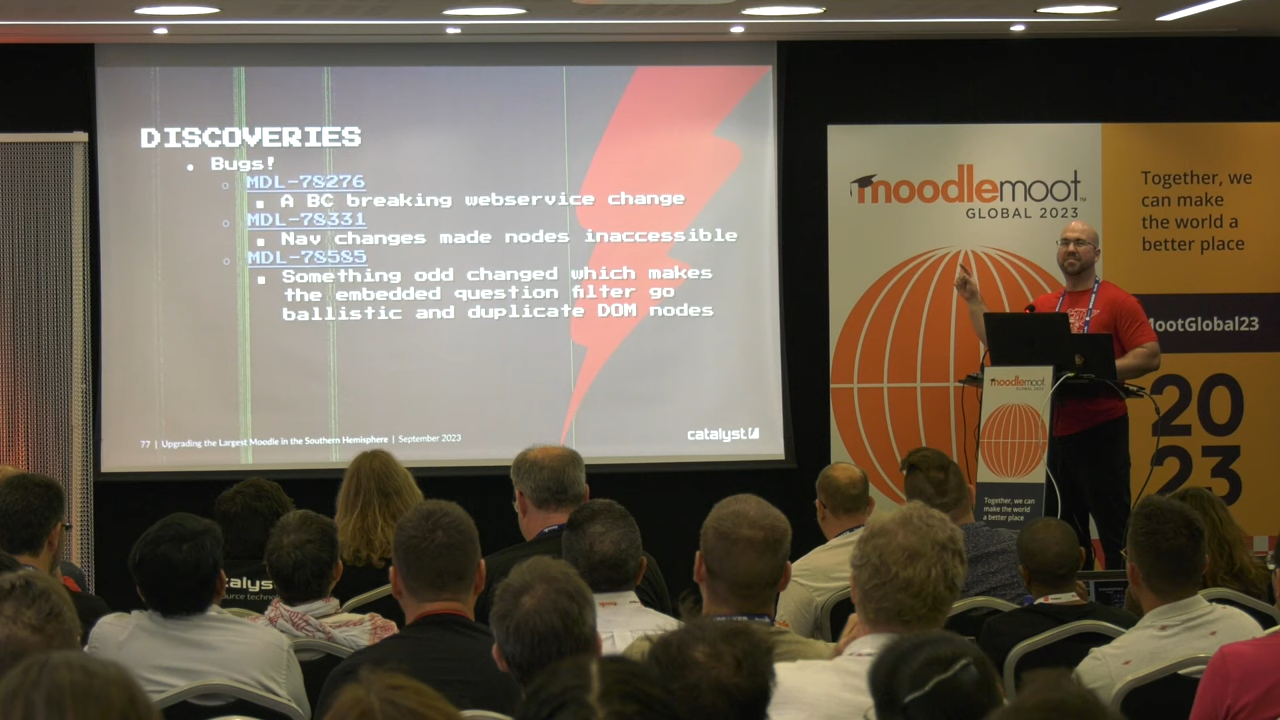 DISCOVERIES
Bugs!
MDL-78276
A BC breaking webservice change
MDL-78331
Nav changes made nodes inaccessible
MDL-78585
Something odd changed which makes
the embedded question filter go
ballistic and duplicate DOM nodes
77 | Upgrading the Largest Moodle in the Southern Hemisphere | September 2023
catalyst
moodlemoot
GLOBAL 2023
Together, we
can make
the world a
better place
MootGlobal23
20
23
moodlemoot
GLOBAL 2023
Together, we can
make the world
a better place